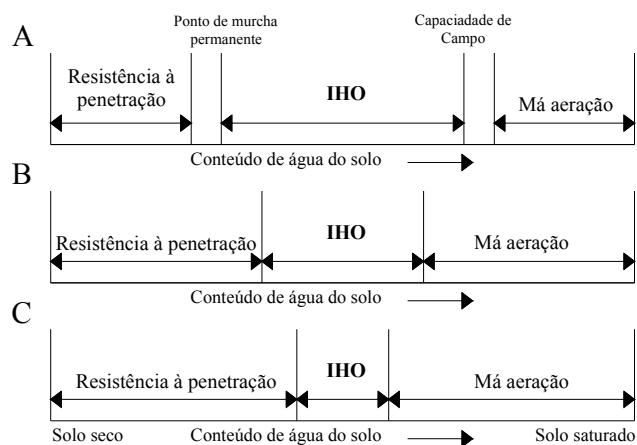 A
Ponto de murcha
permanente
Capaciadade de
Campo
Resistência à
penetração
IHO
Má aeração
Conteúdo de água do solo
B
Resistência à penetração
IHO
Má aeração
Conteúdo de água do solo
C
Resistência à penetração
IHO
Má aeração
Solo seco
Conteúdo de água do solo
Solo saturado